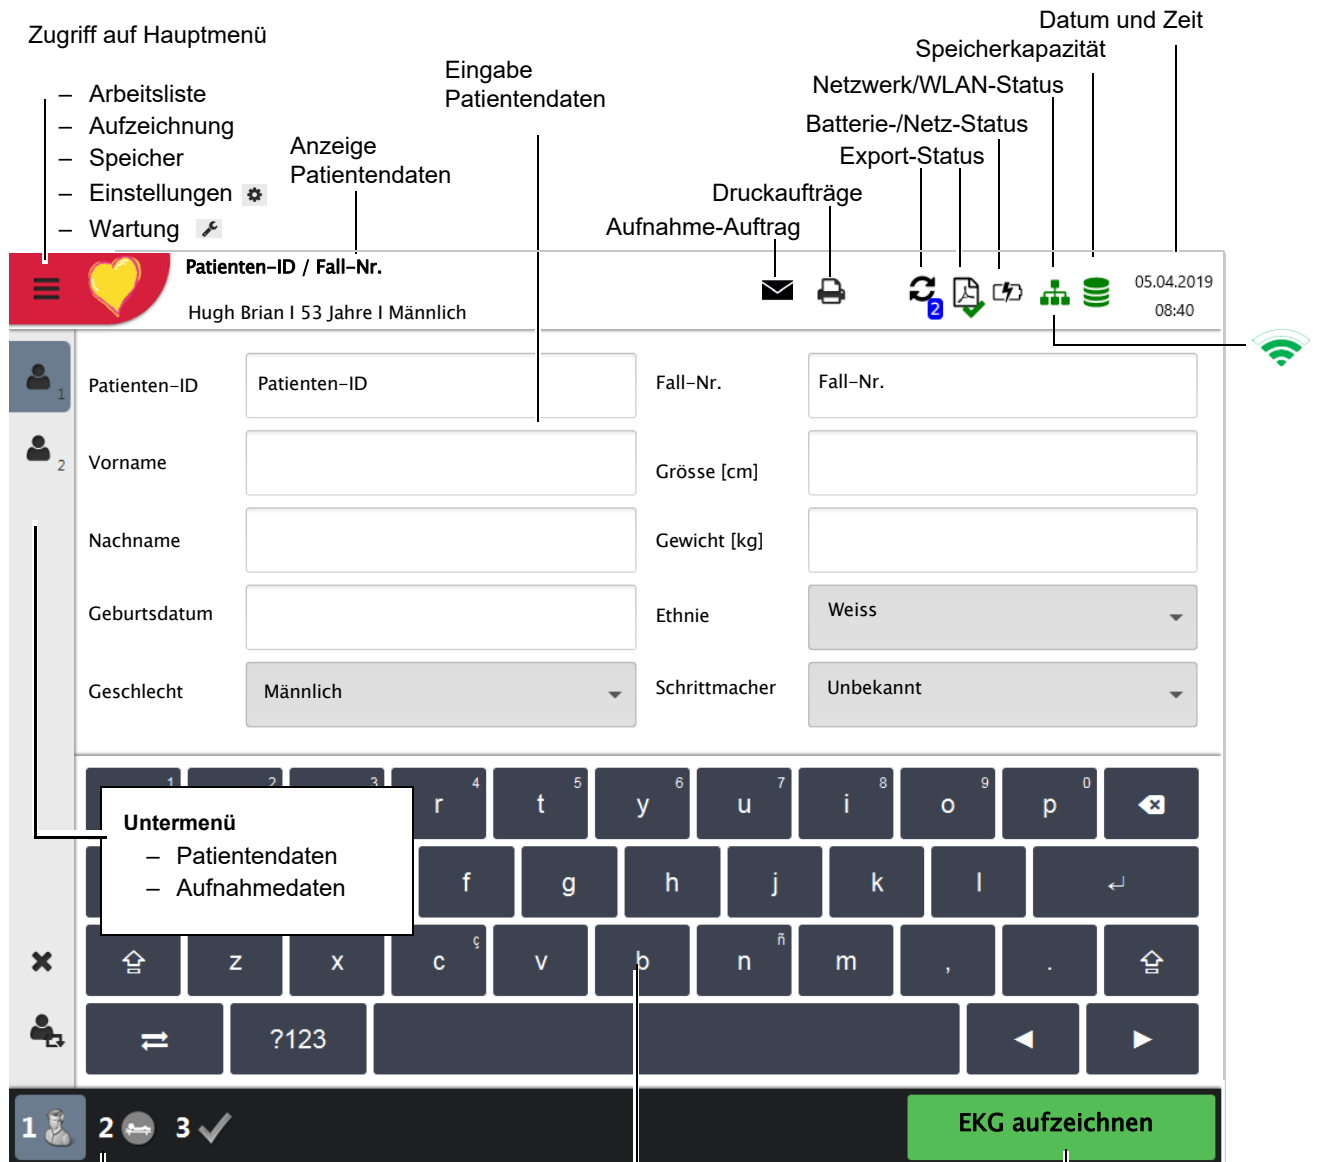 Datum und Zeit
Zugriff auf Hauptmenü
Speicherkapazität
Eingabe
Patientendaten
Netzwerk/WLAN-Status
– Arbeitsliste
– Aufzeichnung
– Speicher
– Einstellungen
– Wartung
Batterie-/Netz-Status
Anzeige
Patientendaten
Export-Status
Druckaufträge
Aufnahme-Auftrag
Patienten-ID / Fall-Nr.
Hugh Brian I 53 Jahre I Männlich
2
05.04.2019
08:40
1
Patienten-ID
Patienten-ID
Fall-Nr.
Fall-Nr.
2
Vorname
Grösse [cm]
Nachname
Gewicht [kg]
Geburtsdatum
Ethnie
Weiss
Geschlecht
Männlich
Schrittmacher
Unbekannt
1 2 3 r 4 t 5 y 6 u 7 i 8 o 9 p 0
Untermenü
– Patientendaten
– Aufnahmedaten
f g h j k l
z x c ç v b n ñ m , .
?123
1 2 3
EKG aufzeichnen